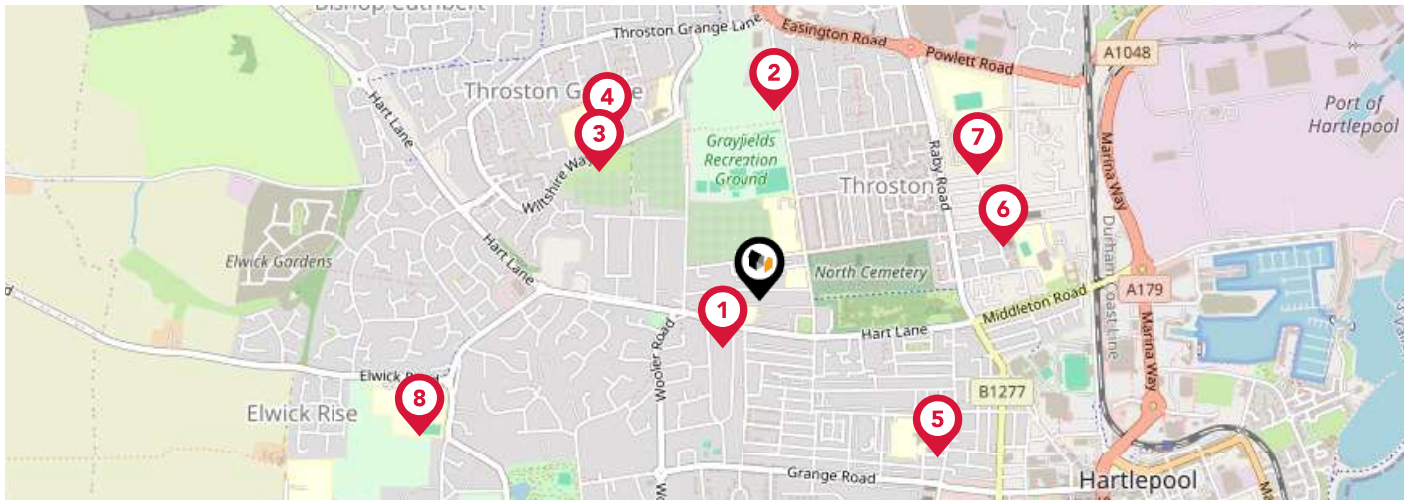 Bishop Cuthbert
Throston Grange Lane
Easington Road
Powlett Road
A1048
2
Throston Grange
4
Hart Lane
Port of
Hartlepool
3
7
Grayfields
Recreation
Ground
Raby Road
Marina Way
Wiltshire Way
Throston
6
Elwick Gardens
Hart Lane
North Cemetery
Durham Coast Line
A179
Middleton Road
1
Hart Lane
Wooler Road
Marina Way
Elwick Road
8
B1277
Elwick Rise
5
Grange Road
Hartlepool